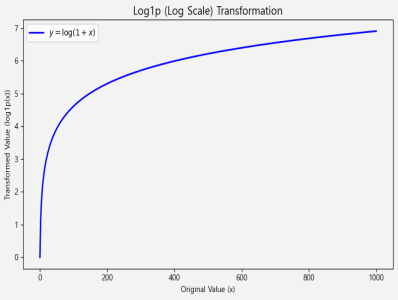 Log1p (Log Scale) Transformation
y = log(1 + x)
Transformed Value (log1p(x))
7
6
5
4
3
2
1
0
0 200 400 600 800 1000
Original Value (x)